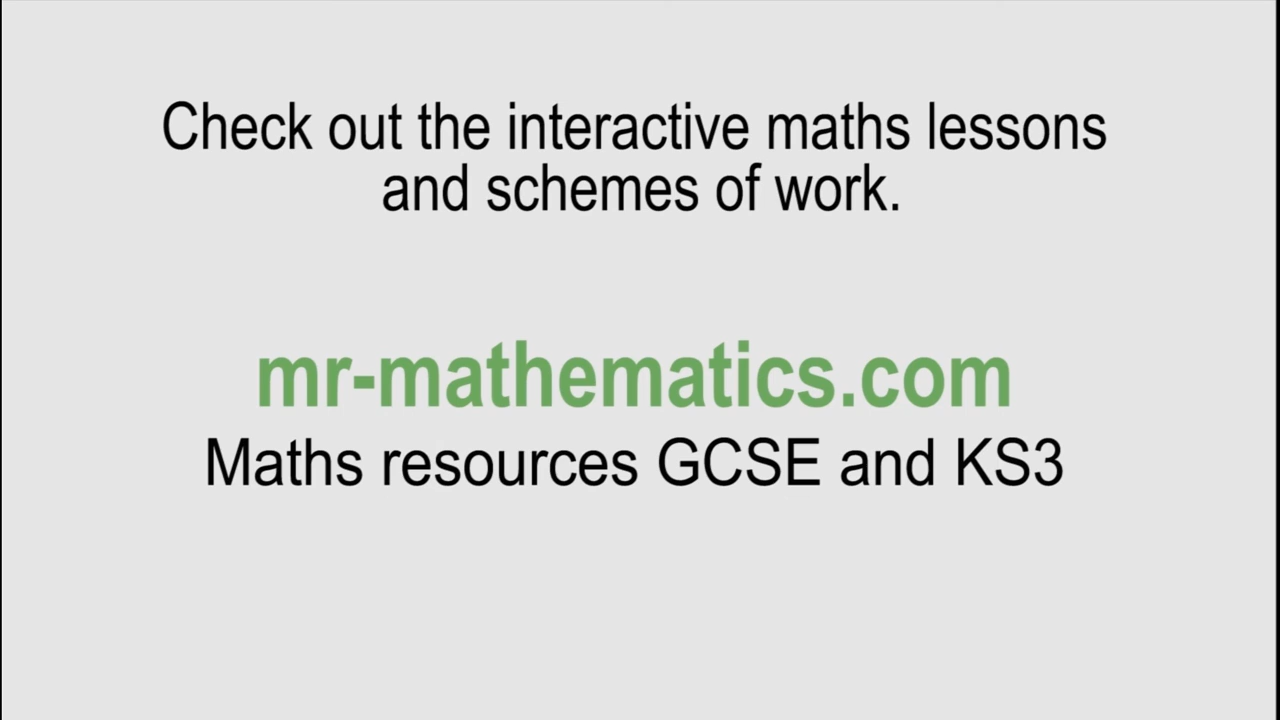 Check out the interactive maths lessons
and schemes of work.
mr-mathematics.com
Maths resources GCSE and KS3